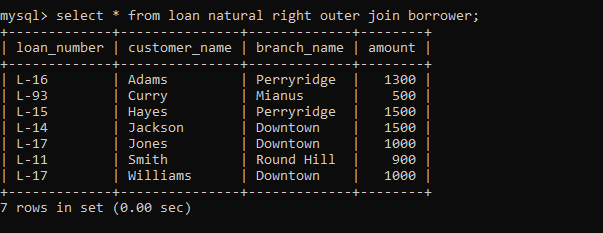 mysql> select * from loan natural right outer join borrower;
+-------------+---------------+-------------+--------+
| loan_number | customer_name | branch_name | amount |
+-------------+---------------+-------------+--------+
| L-16        | Adams         | Perryridge  |   1300 |
| L-93        | Curry         | Mianus      |    500 |
| L-15        | Hayes         | Perryridge  |   1500 |
| L-14        | Jackson       | Downtown    |   1500 |
| L-17        | Jones         | Downtown    |   1000 |
| L-11        | Smith         | Round Hill  |    900 |
| L-17        | Williams      | Downtown    |   1000 |
+-------------+---------------+-------------+--------+
7 rows in set (0.00 sec)